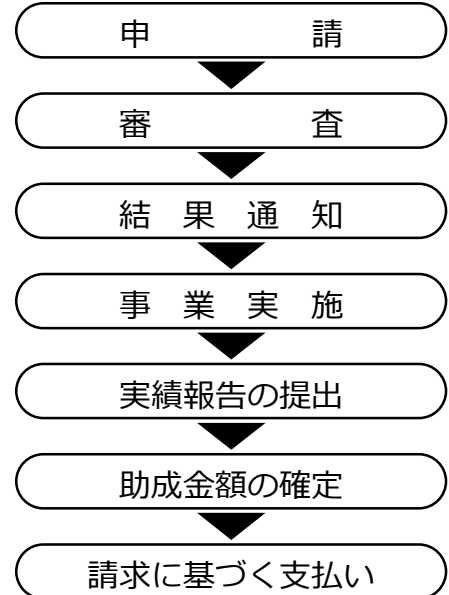 申請
審査
結果通知
事業実施
実績報告の提出
助成金額の確定
請求に基づく支払い